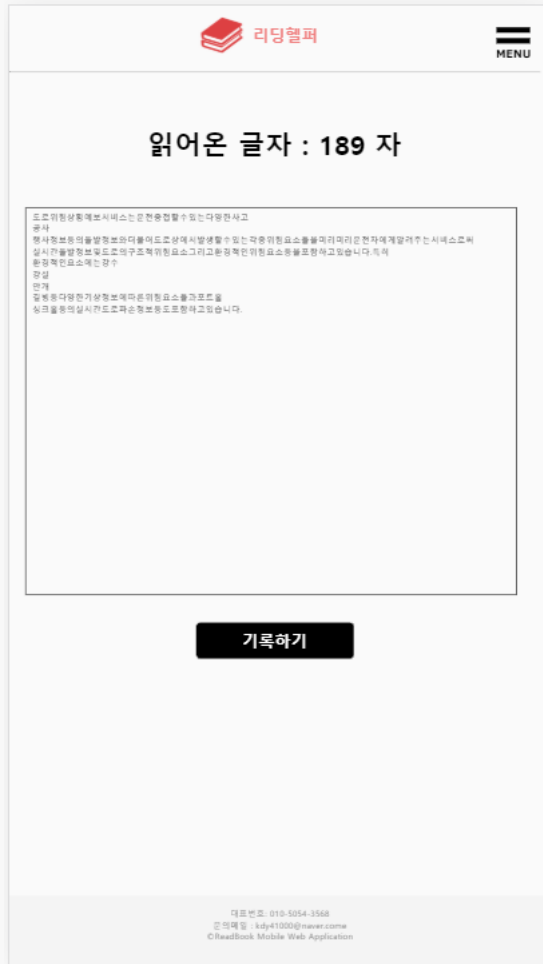 리딩헬퍼
MENU
읽어온 글자 : 189 자
도로위험상황예보서비스는운전중접할수있는다양한사고
공사
행사정보등의돌발정보와더불어도로상에서발생할수있는각종위험요소들을미리미리운전자에게알려주는서비스로써
실시간돌발정보및도로의구조적위험요소그리고환경적인위험요소등을포함하고있습니다.특히
환경적인요소에는강수
강설
안개
결빙등다양한기상정보에따른위험요소들과포트홀
싱크홀등의실시간도로파손정보등도포함하고있습니다.
기록하기
대표번호: 010-5054-3568
문의메일 : kdy41000@naver.come
©ReadBook Mobile Web Application